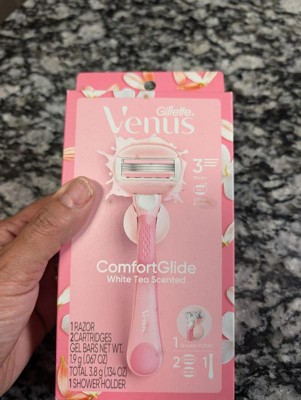 Gillette
Venus
3
ComfortGlide
White Tea Scented
Venus
1 RAZOR
2 CARTRIDGES
GEL BARS NET WT.
1.9 g (.067 OZ)
TOTAL 3.8 g (.134 OZ)
1 SHOWER HOLDER
1
2
1